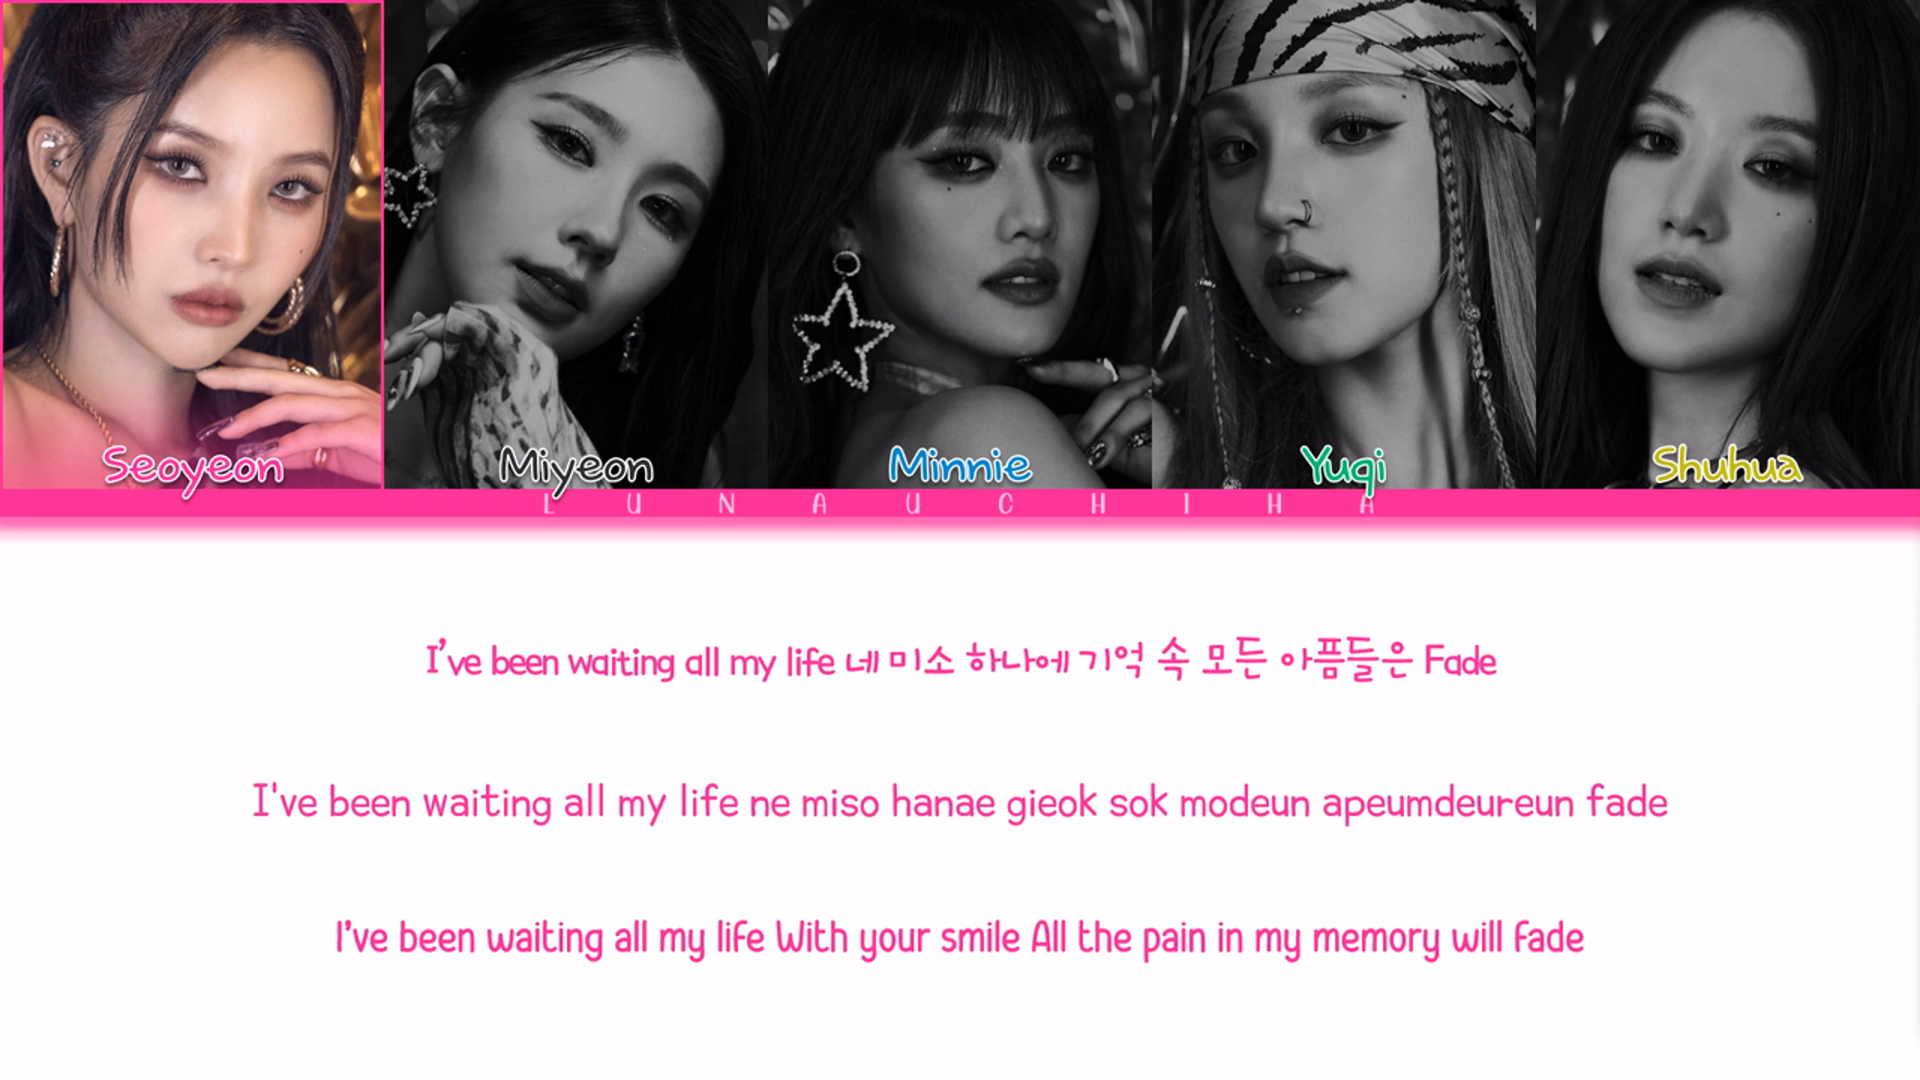 Seoyeon
Miyeon
Minnie
Yuqi
Shuhua
LUNAUCHIHA
I've been waiting all my life 네 미소 하나에 기억 속 모든 아픔들은 Fade
I've been waiting all my life ne miso hanae gieok sok modeun apeumdeureun fade
I've been waiting all my life With your smile All the pain in my memory will fade